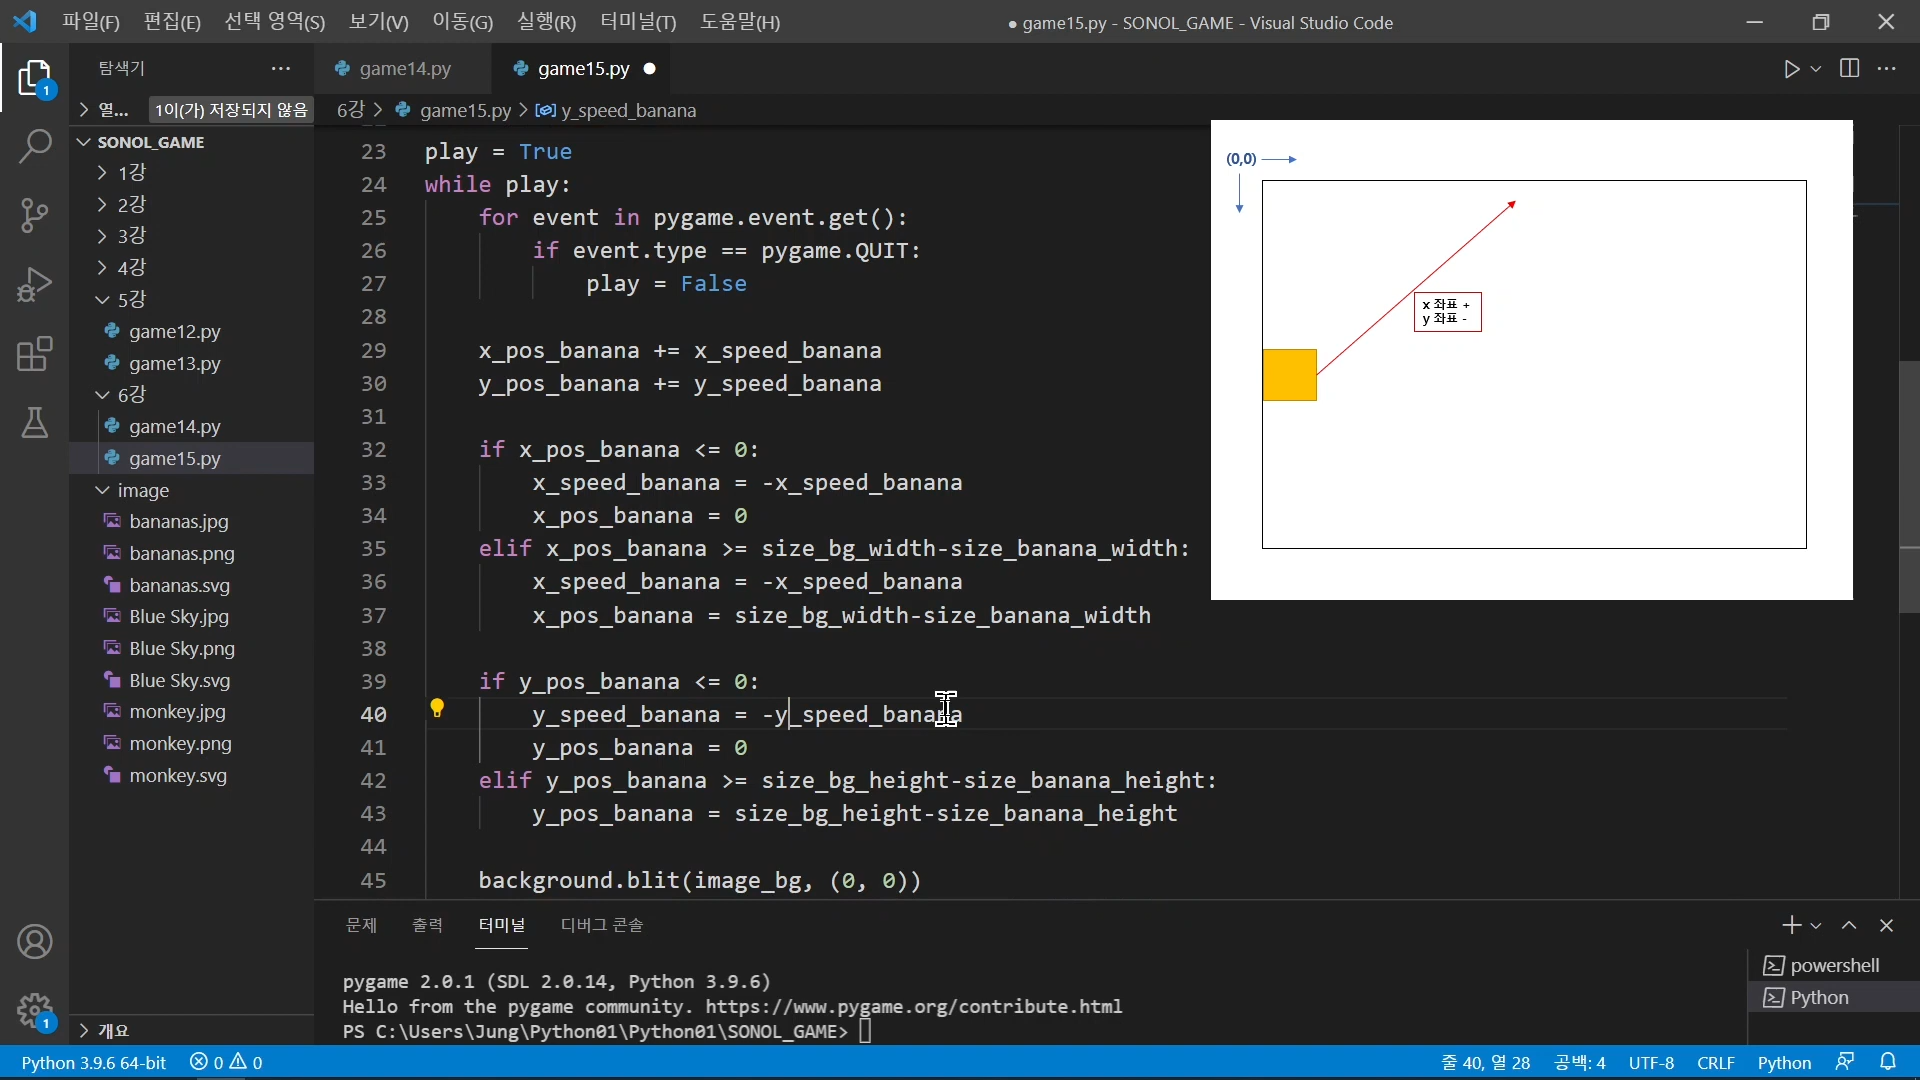 파일(F) 편집(E) 선택 영역(S) 보기(V) 이동(G) 실행(R) 터미널(T) 도움말(H)
● game15.py - SONOL_GAME - Visual Studio Code
탐색기
game14.py
game15.py
열... 1이(가) 저장되지 않음
6강 > game15.py > y_speed_banana
SONOL_GAME
1강
2강
3강
4강
5강
game12.py
game13.py
6강
game14.py
game15.py
image
bananas.jpg
bananas.png
bananas.svg
Blue Sky.jpg
Blue Sky.png
Blue Sky.svg
monkey.jpg
monkey.png
monkey.svg
개요
23 play = True
24 while play:
25 for event in pygame.event.get():
26 if event.type == pygame.QUIT:
27 play = False
28
29 x_pos_banana += x_speed_banana
30 y_pos_banana += y_speed_banana
31
32 if x_pos_banana <= 0:
33 x_speed_banana = -x_speed_banana
34 x_pos_banana = 0
35 elif x_pos_banana >= size_bg_width-size_banana_width:
36 x_speed_banana = -x_speed_banana
37 x_pos_banana = size_bg_width-size_banana_width
38
39 if y_pos_banana <= 0:
40 y_speed_banana = -y_speed_banana
41 y_pos_banana = 0
42 elif y_pos_banana >= size_bg_height-size_banana_height:
43 y_pos_banana = size_bg_height-size_banana_height
44
45 background.blit(image_bg, (0, 0))
(0,0)
x 좌표 +
y 좌표 -
문제 출력 터미널 디버그 콘솔
pygame 2.0.1 (SDL 2.0.14, Python 3.9.6)
Hello from the pygame community. https://www.pygame.org/contribute.html
PS C:\Users\Jung\Python01\Python01\SONOL_GAME>
powershell
Python
1
1
Python 3.9.6 64-bit 0 0
줄 40, 열 28 공백: 4 UTF-8 CRLF Python